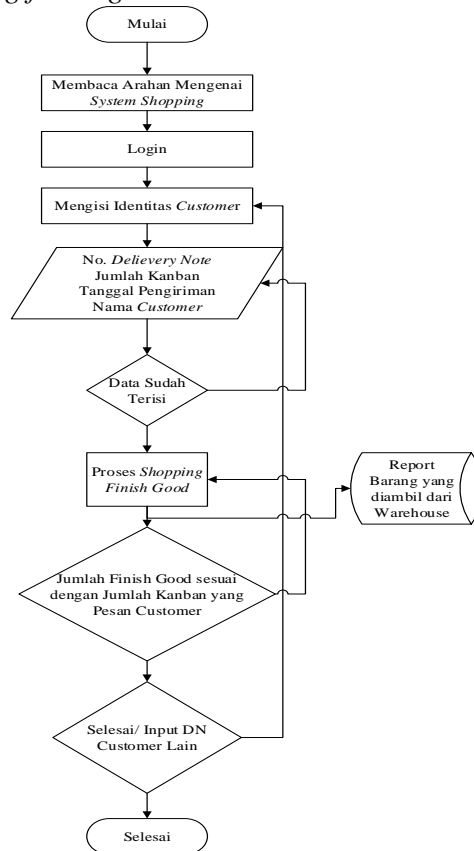 Mulai
Membaca Arahan Mengenai
System Shopping
Login
Mengisi Identitas Customer
No. Delievery Note
Jumlah Kanban
Tanggal Pengiriman
Nama Customer
Data Sudah
Terisi
Proses Shopping
Finish Good
Report
Barang yang
diambil dari
Warehouse
Jumlah Finish Good sesuai
dengan Jumlah Kanban yang
Pesan Customer
Selesai/ Input DN
Customer Lain
Selesai